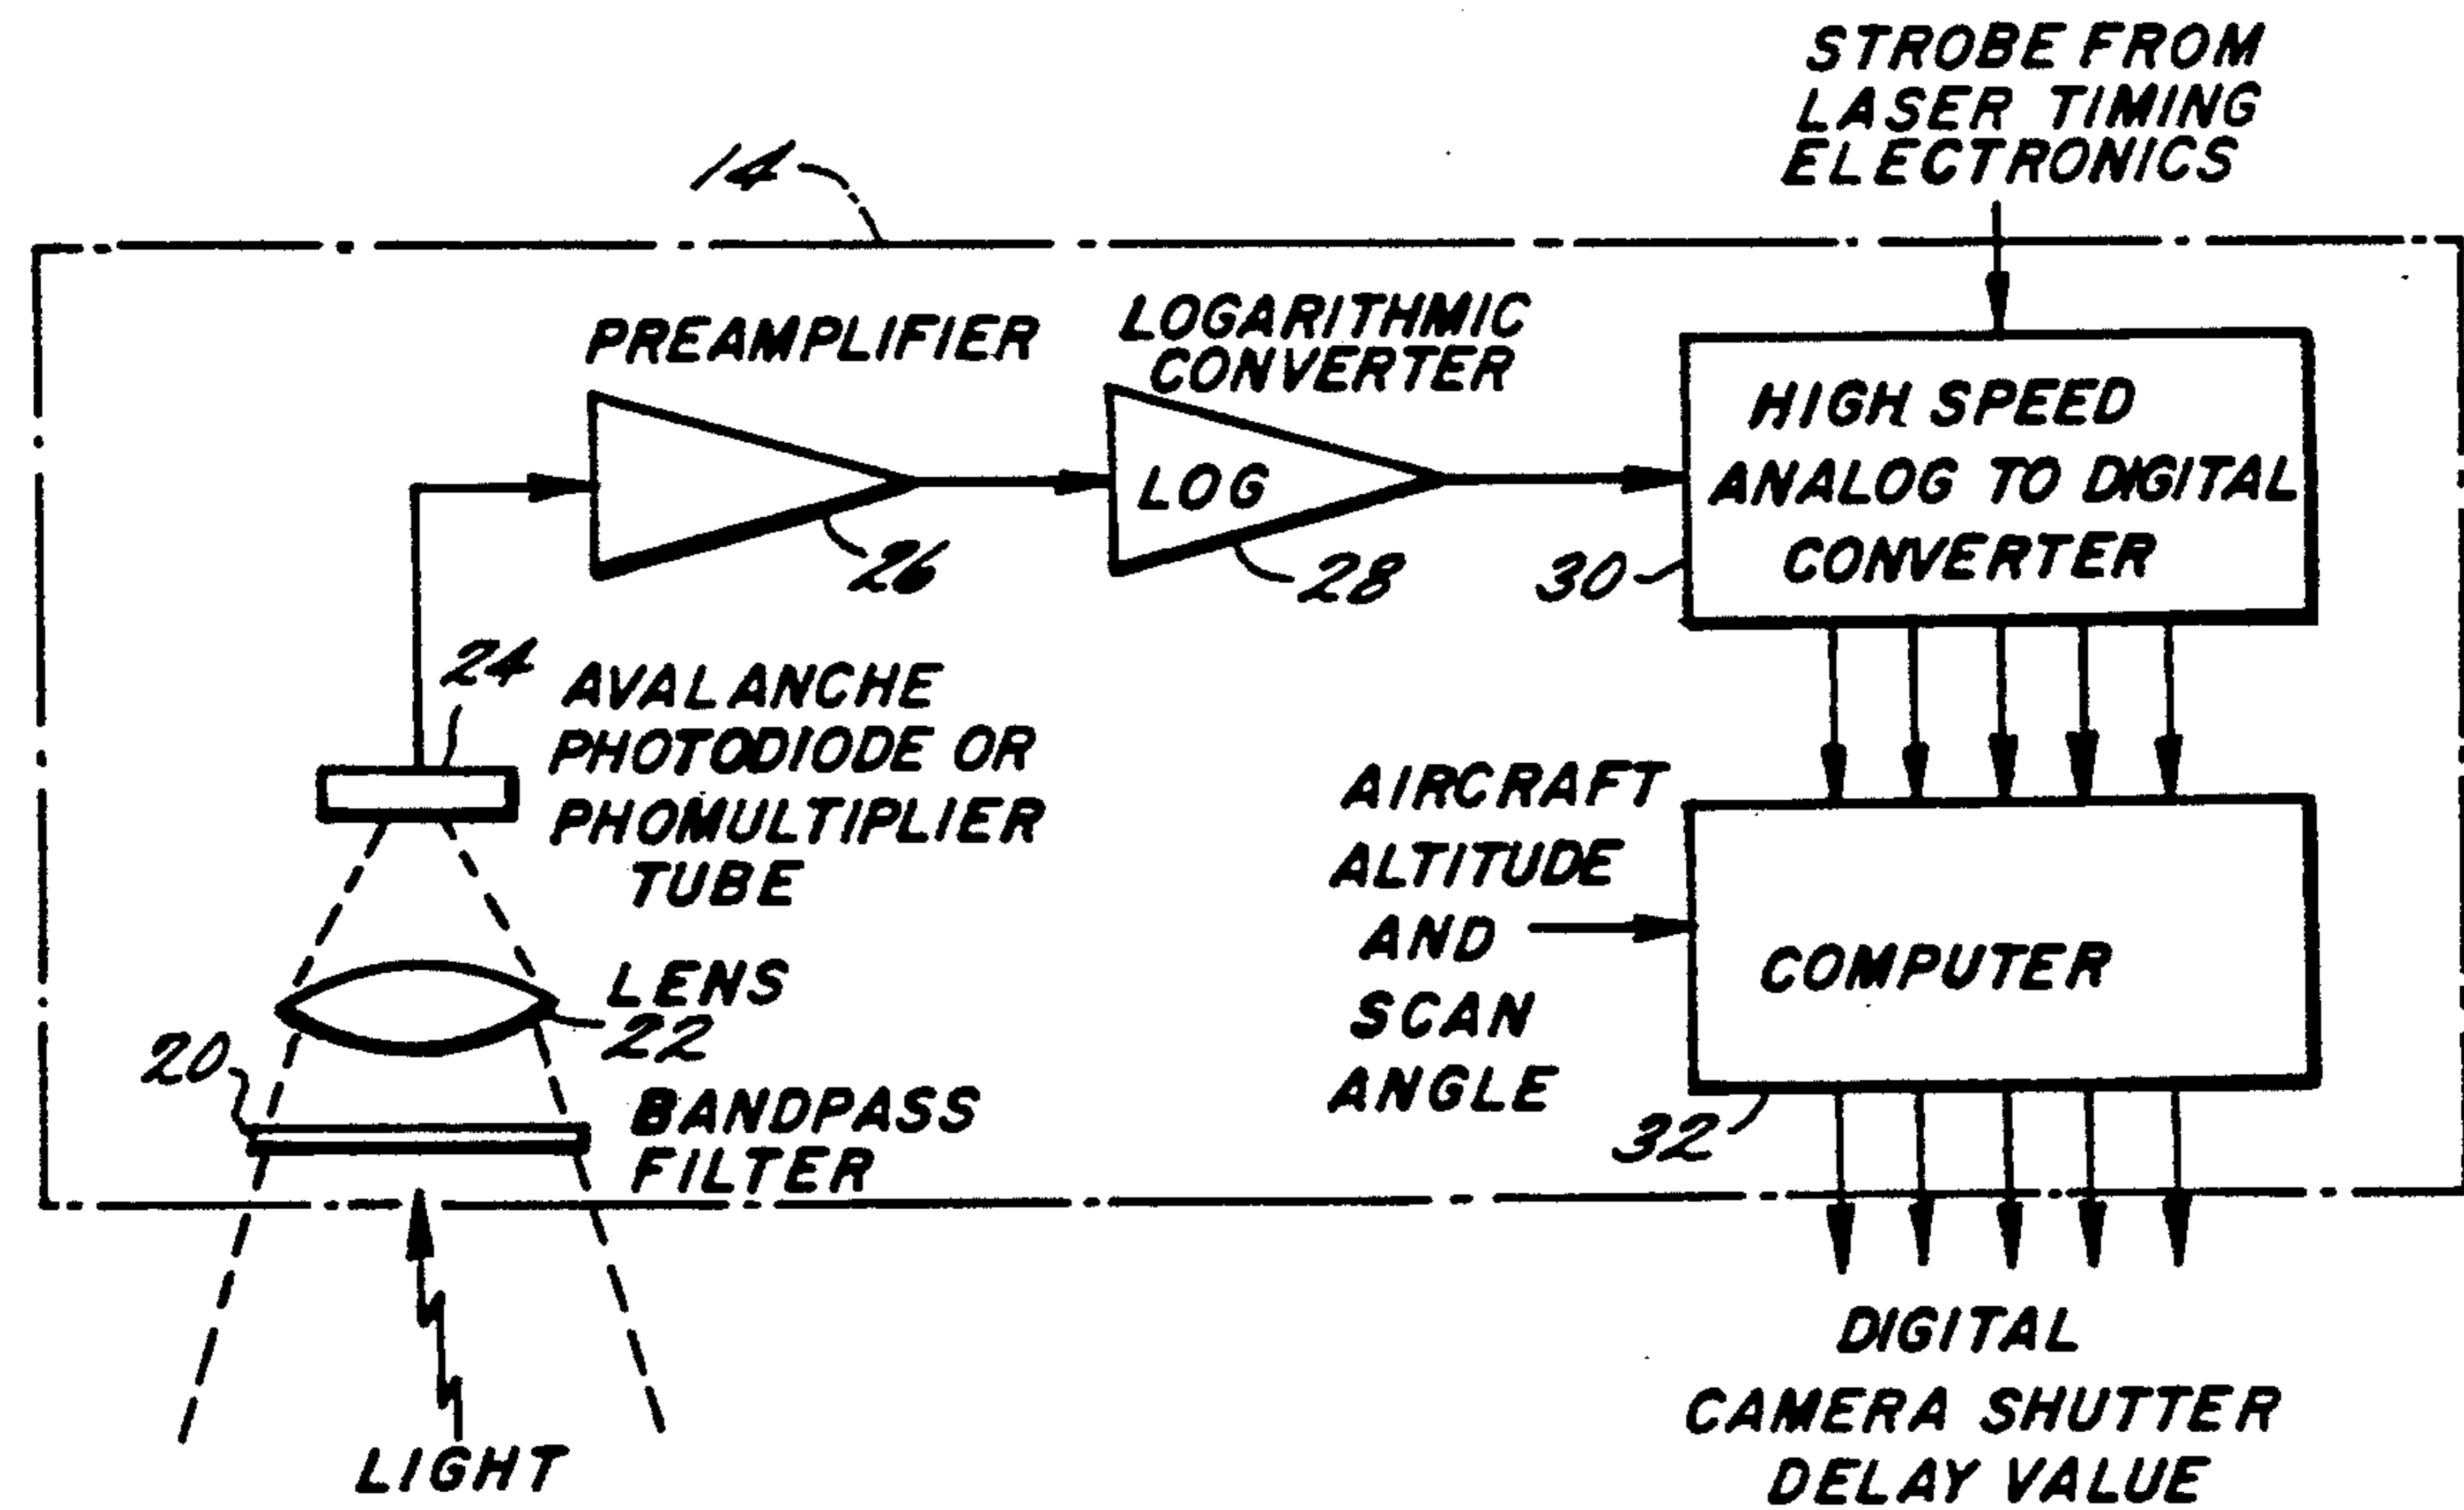 STROBE FROM
LASER TIMING
ELECTRONICS
14
PREAMPLIFIER
LOGARITHMIC
CONVERTER
HIGH SPEED
ANALOG TO DIGITAL
CONVERTER
LOG
26
28
30
24
AVALANCHE
PHOTODIODE OR
PHOMULTIPLIER
TUBE
AIRCRAFT
ALTITUDE
AND
SCAN
ANGLE
COMPUTER
LENS
22
20
BANDPASS
FILTER
32
LIGHT
DIGITAL
CAMERA SHUTTER
DELAY VALUE